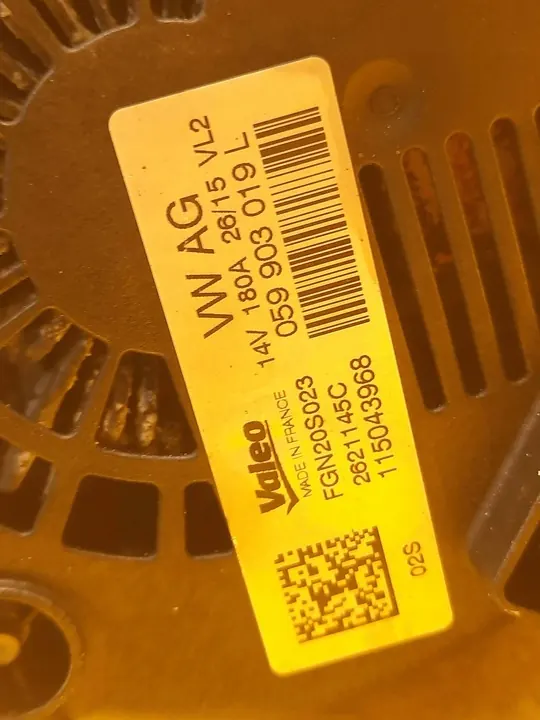 VW AG
14V 180A 26/15 VL2
059 903 019 L
Valeo
MADE IN FRANCE
FGN20S023
2621145C
115043968
02S